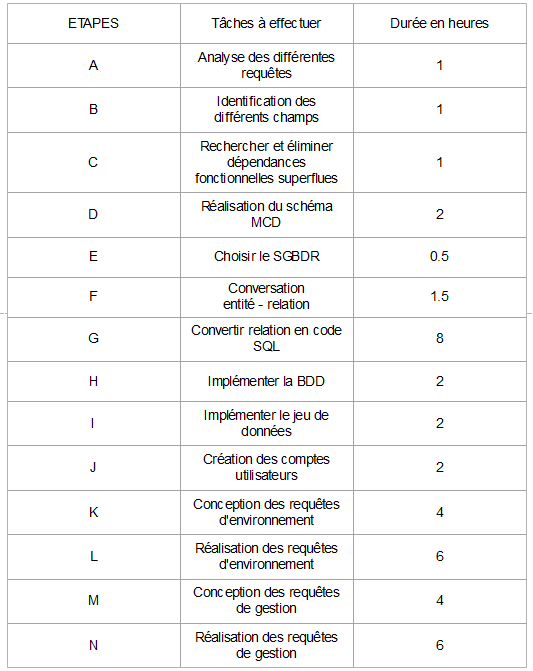 ETAPES Tâches à effectuer Durée en heures
A Analyse des différentes requêtes 1
B Identification des différents champs 1
C Rechercher et éliminer dépendances fonctionnelles superflues 1
D Réalisation du schéma MCD 2
E Choisir le SGBDR 0.5
F Conversation entité - relation 1.5
G Convertir relation en code SQL 8
H Implémenter la BDD 2
I Implémenter le jeu de données 2
J Création des comptes utilisateurs 2
K Conception des requêtes d'environnement 4
L Réalisation des requêtes d'environnement 6
M Conception des requêtes de gestion 4
N Réalisation des requêtes de gestion 6